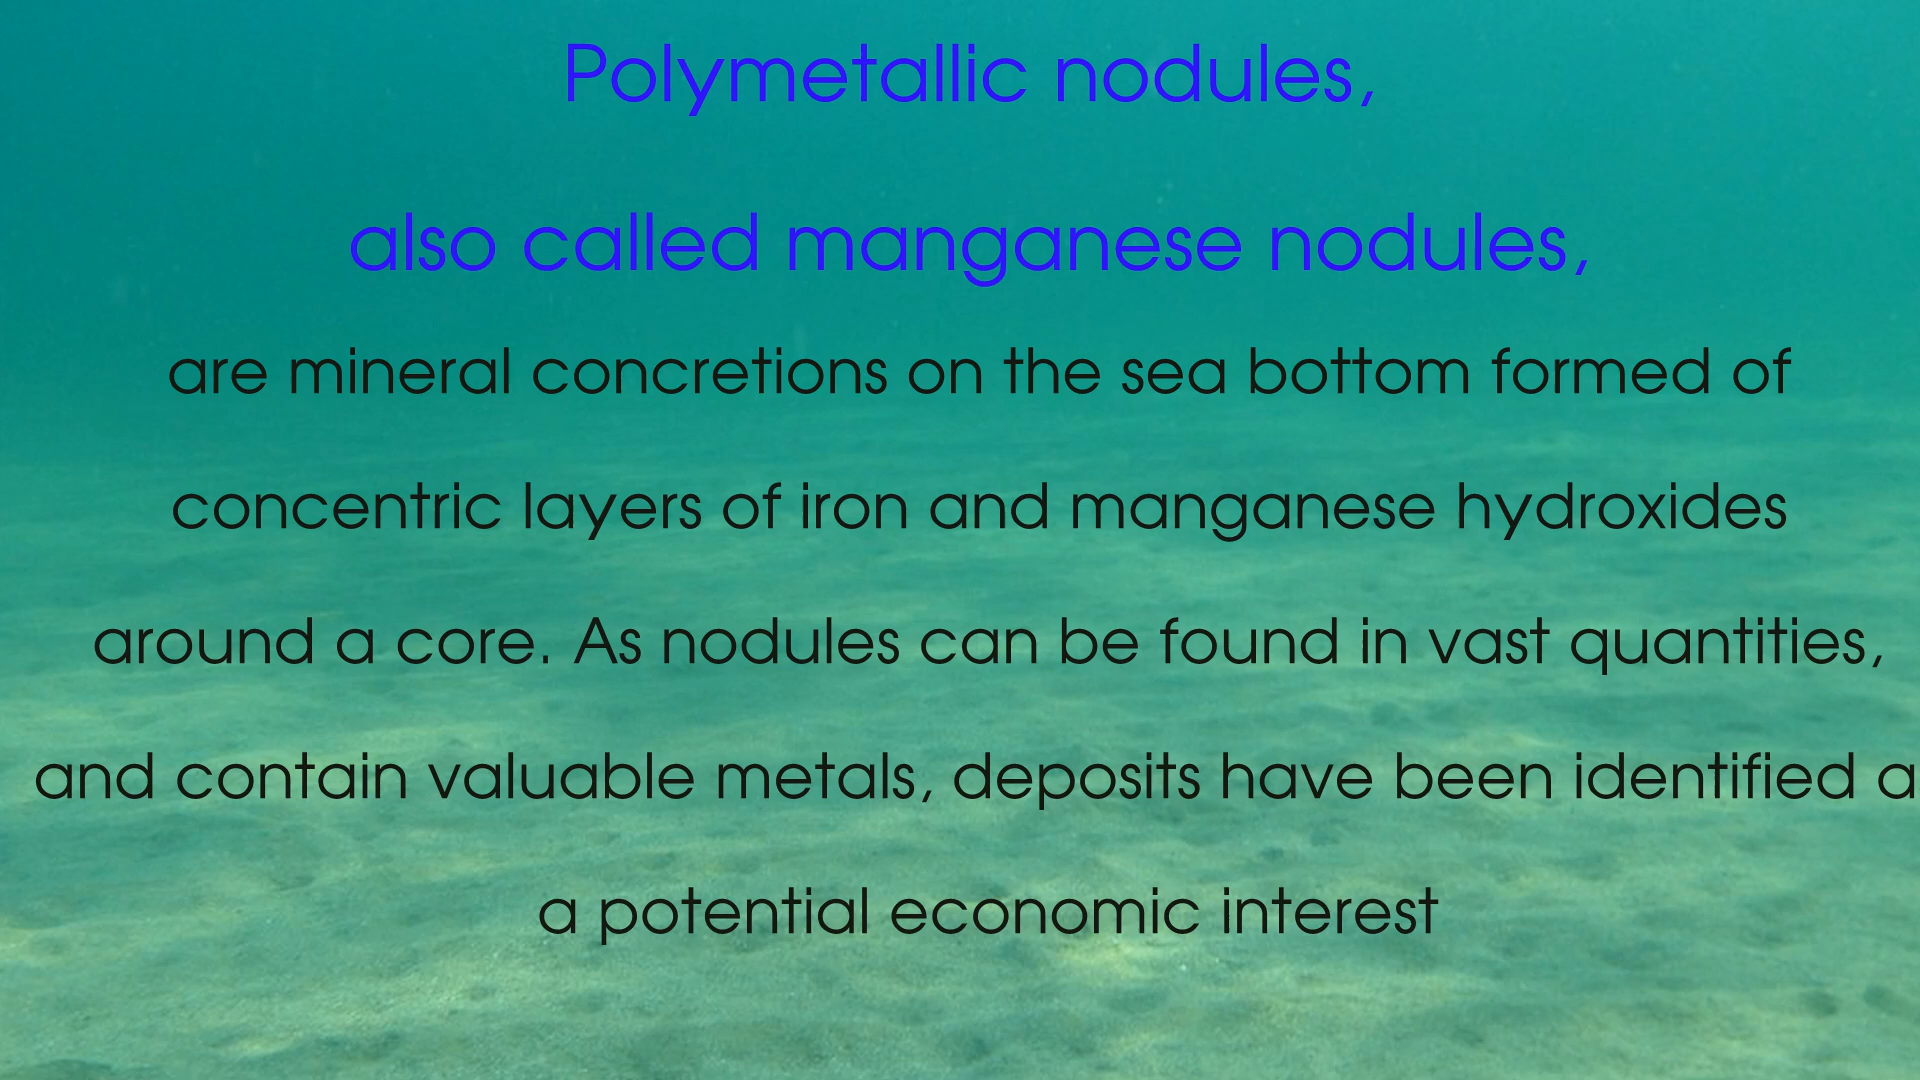 Polymetallic nodules,
also called manganese nodules,
are mineral concretions on the sea bottom formed of
concentric layers of iron and manganese hydroxides
around a core. As nodules can be found in vast quantities,
and contain valuable metals, deposits have been identified a
a potential economic interest